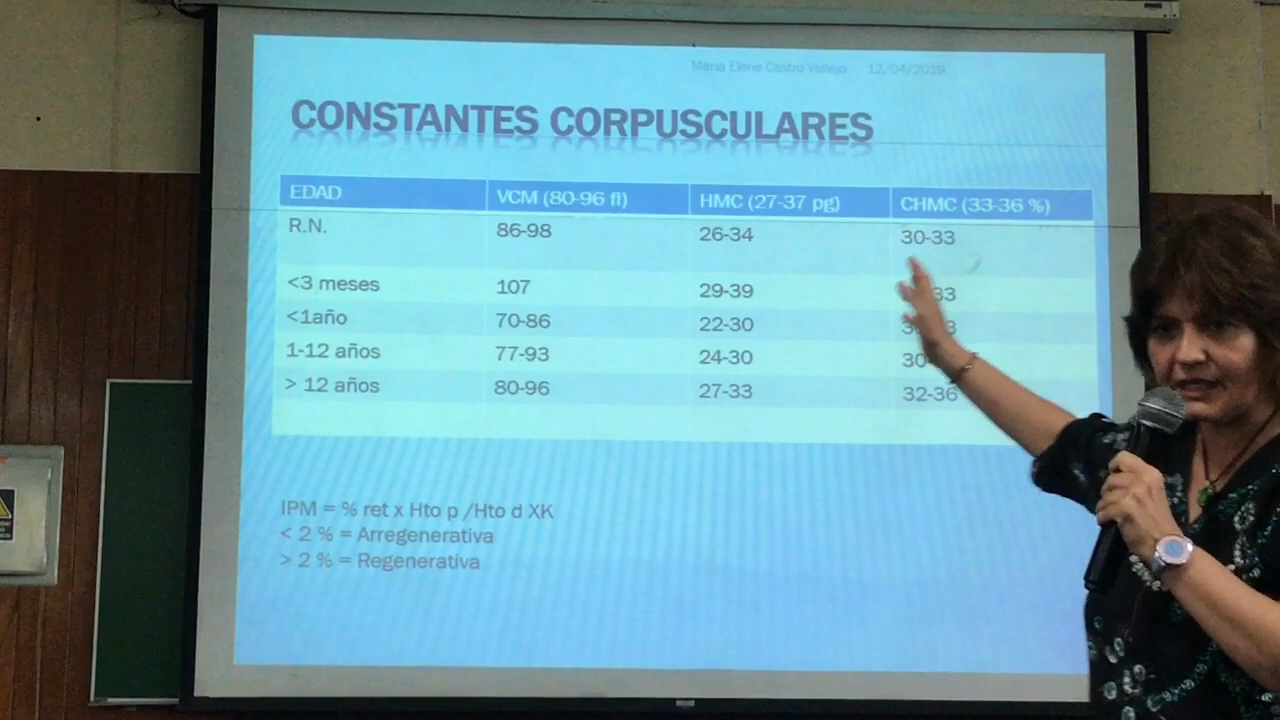 Maria Elena Castro Vallejo 12/04/2019
CONSTANTES CORPUSCULARES
EDAD VCM (80-96 fl) HMC (27-37 pg) CHMC (33-36 %)
R.N. 86-98 26-34 30-33
<3 meses 107 29-39 33
<1año 70-86 22-30
1-12 años 77-93 24-30 30
> 12 años 80-96 27-33 32-36
IPM = % ret x Hto p /Hto d XK
< 2 % = Arregenerativa
> 2 % = Regenerativa